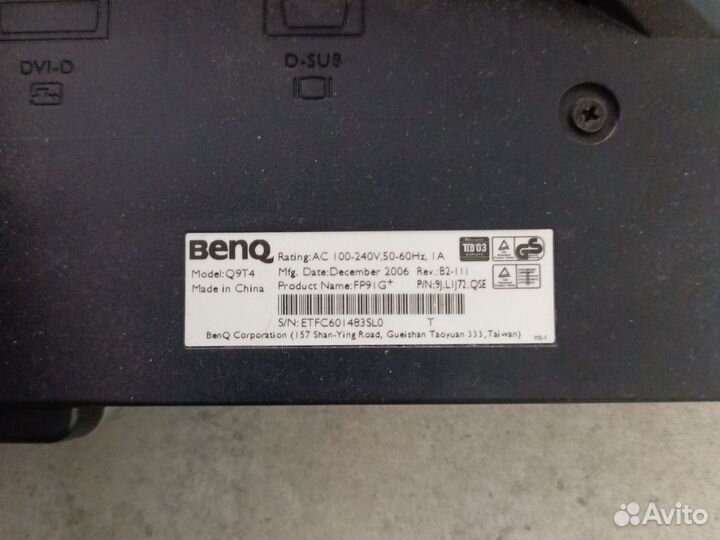 DVI-D
D-SUB
BenQ
Rating:AC 100-240V,50-60Hz, 1A
TCO'03
Model:Q9T4
Mfg. Date:December 2006 Rev.:B2-111
Made in China
Product Name:FP91G+
P/N:9J.L1J72.QSE
S/N: ETFC601483SL0
T
BenQ Corporation (157 Shan-Ying Road, Gueishan Taoyuan 333,Taiwan)
Avito